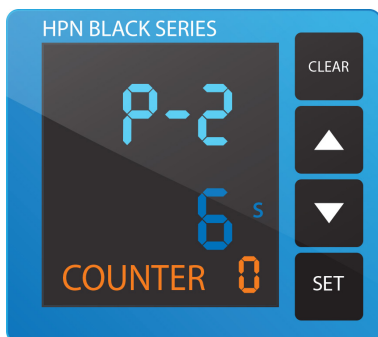 HPN BLACK SERIES
CLEAR
P-2
6 s
COUNTER 0
SET